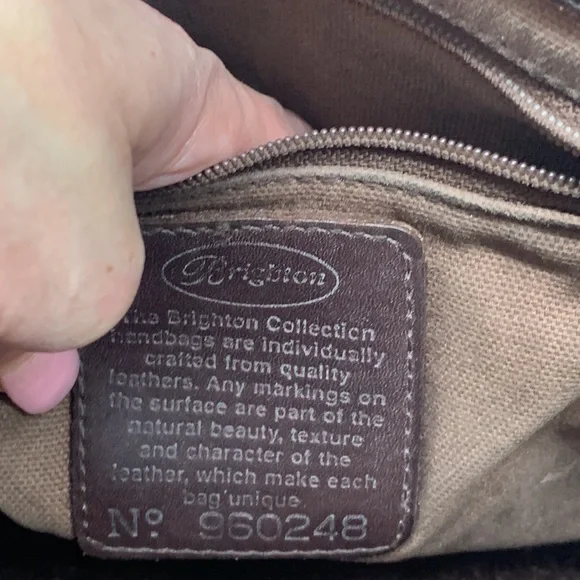 Brighton
the Brighton Collection
handbags are individually
crafted from quality
leathers. Any markings on
the surface are part of the
natural beauty, texture
and character of the
leather, which make each
bag unique
Nº 960248